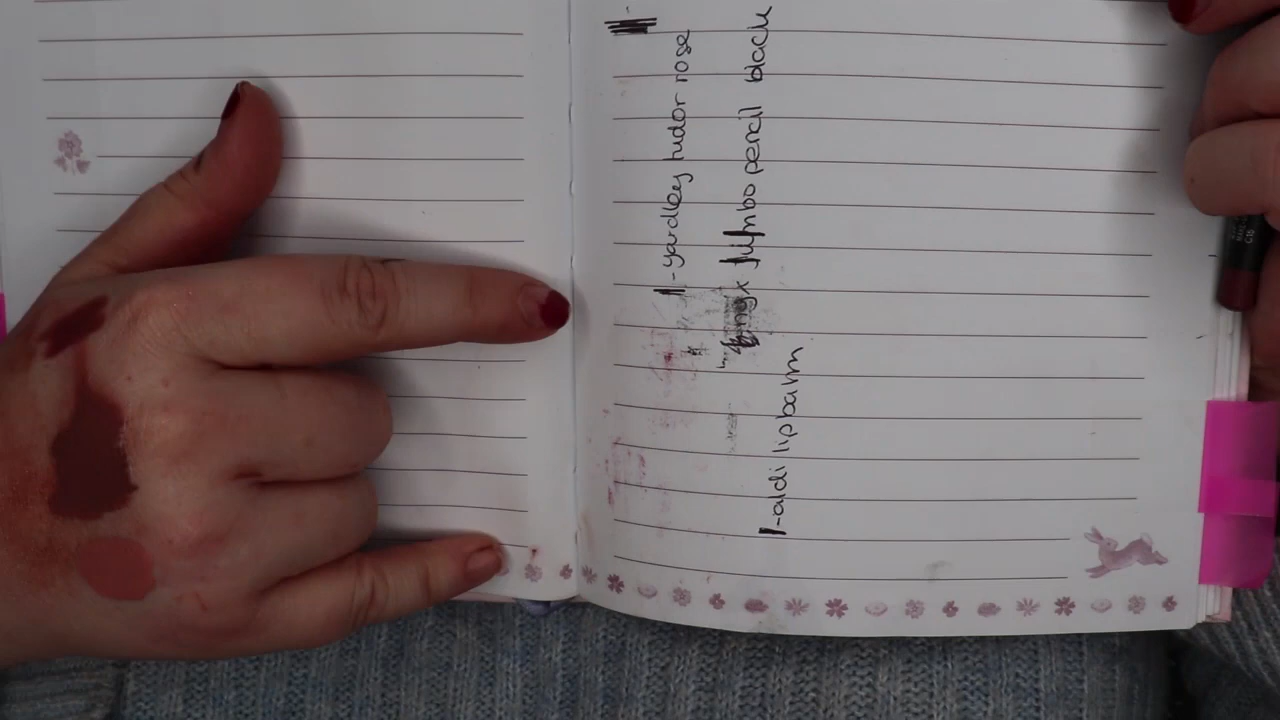 1 - yardley tudor rose
jumbo pencil black
1 - aldi lip balm